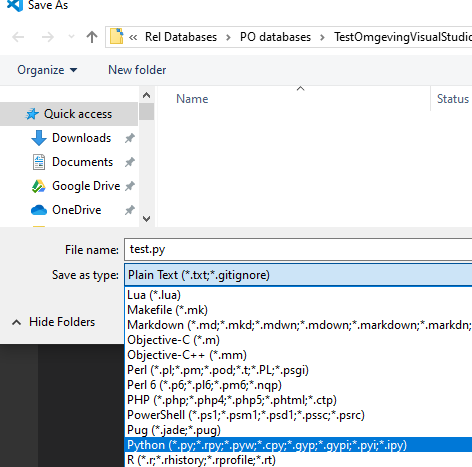 Save As
« Rel Databases > PO databases > TestOmgevingVisualStudio
Organize New folder
Name Status
Quick access
Downloads
Documents
Google Drive
OneDrive
File name: test.py
Save as type: Plain Text (*.txt;*.gitignore)
Lua (*.lua)
Makefile (*.mk)
Markdown (*.md;*.mkd;*.mdwn;*.mdown;*.markdown;*.markdn;
Objective-C (*.m)
Objective-C++ (*.mm)
Perl (*.pl;*.pm;*.pod;*.t;*.PL;*.psgi)
Perl 6 (*.p6;*.pl6;*.pm6;*.nqp)
PHP (*.php;*.php4;*.php5;*.phtml;*.ctp)
PowerShell (*.ps1;*.psm1;*.psd1;*.pssc;*.psrc)
Pug (*.jade;*.pug)
Python (*.py;*.rpy;*.pyw;*.cpy;*.gyp;*.gypi;*.pyi;*.ipy)
R (*.r;*.rhistory;*.rprofile;*.rt)
Hide Folders